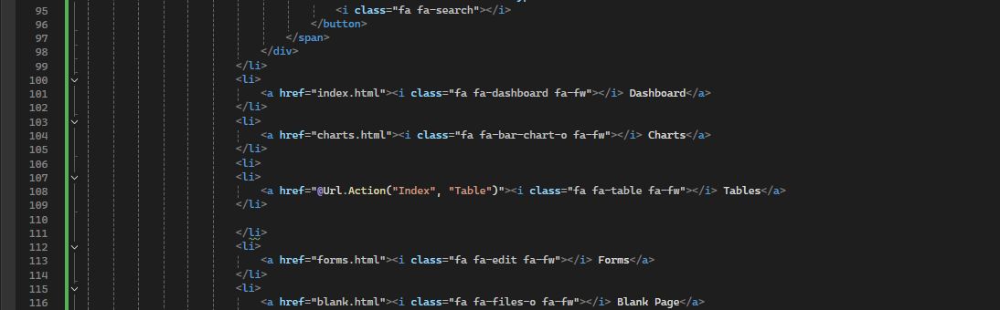 95 <i class="fa fa-search"></i>
96 </button>
97 </span>
98 </div>
99 </li>
100 <li>
101 <a href="index.html"><i class="fa fa-dashboard fa-fw"></i> Dashboard</a>
102 </li>
103 <li>
104 <a href="charts.html"><i class="fa fa-bar-chart-o fa-fw"></i> Charts</a>
105 </li>
106 <li>
107 <li>
108 <a href="@Url.Action("Index", "Table")"><i class="fa fa-table fa-fw"></i> Tables</a>
109 </li>
110
111 </li>
112 <li>
113 <a href="forms.html"><i class="fa fa-edit fa-fw"></i> Forms</a>
114 </li>
115 <li>
116 <a href="blank.html"><i class="fa fa-files-o fa-fw"></i> Blank Page</a>